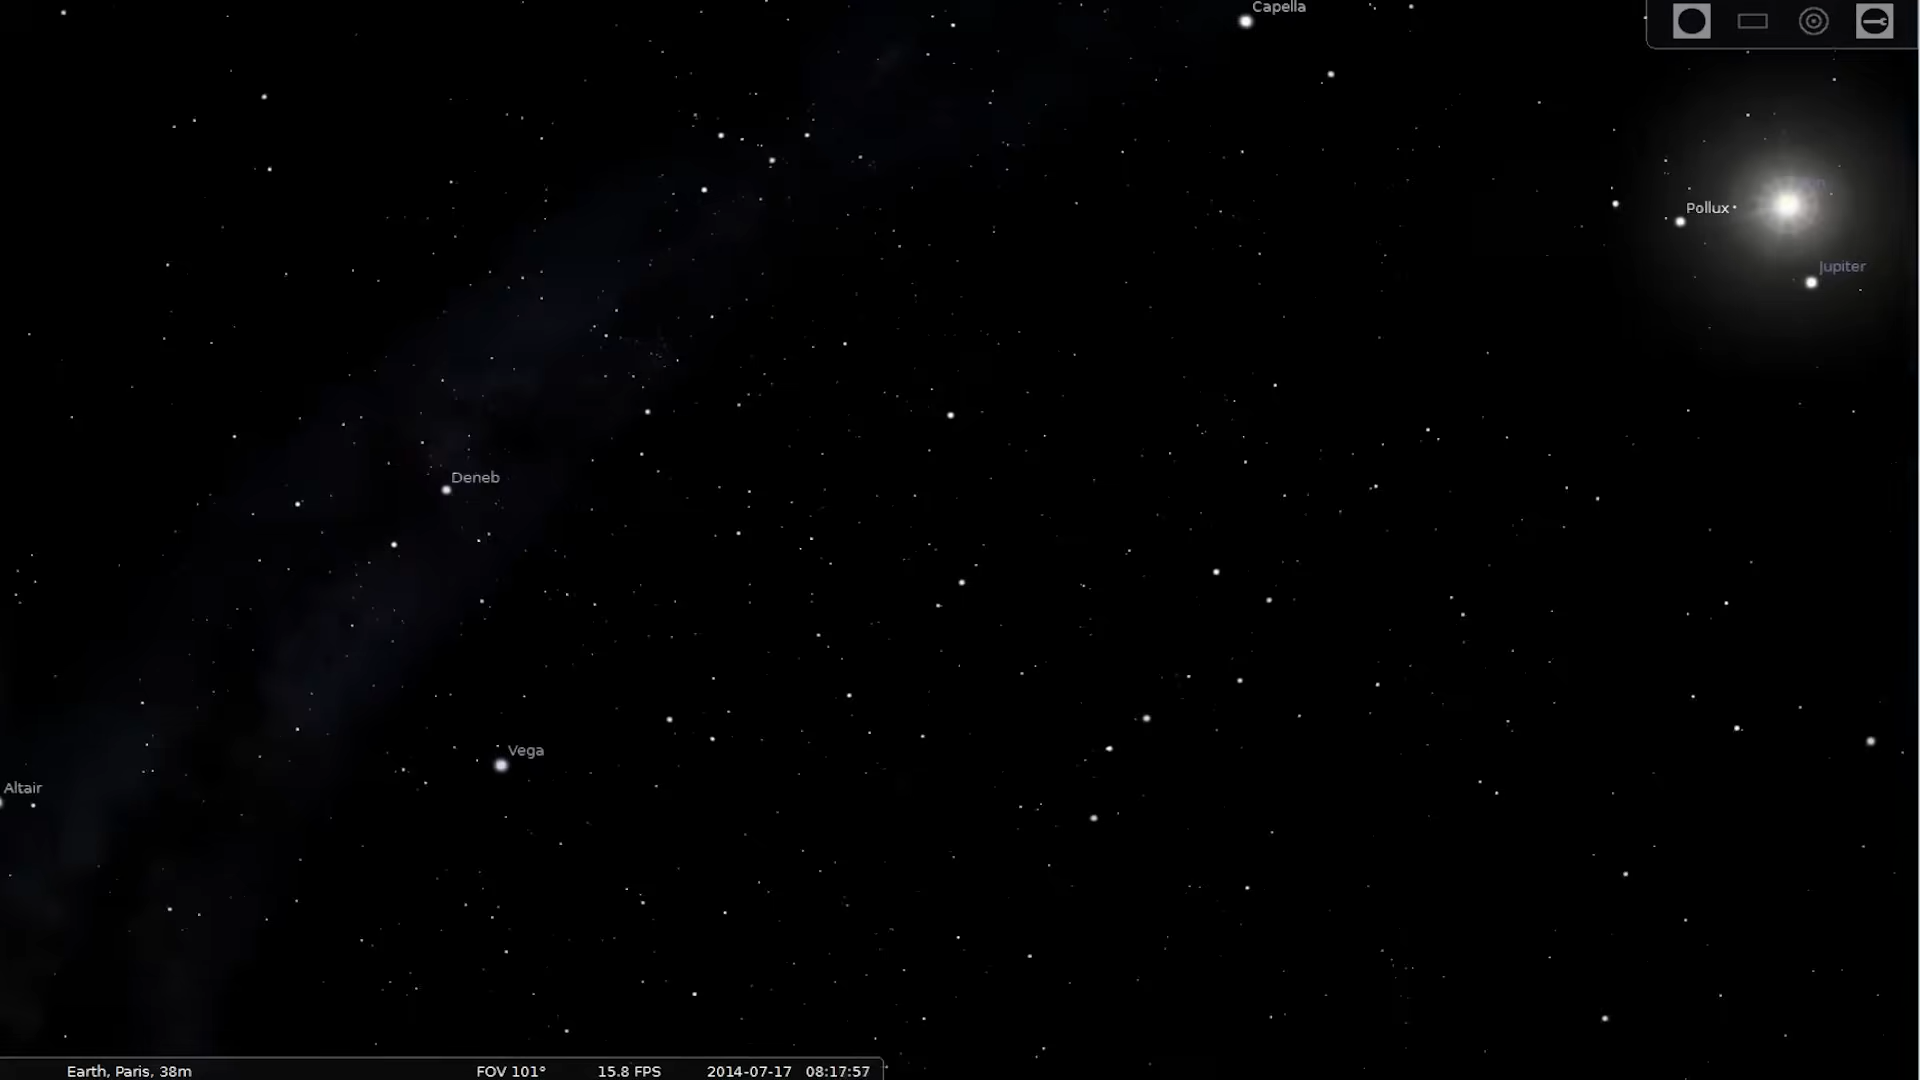 Capella
Pollux
Jupiter
Deneb
Vega
Altair
Earth, Paris, 38m FOV 101° 15.8 FPS 2014-07-17 08:17:57